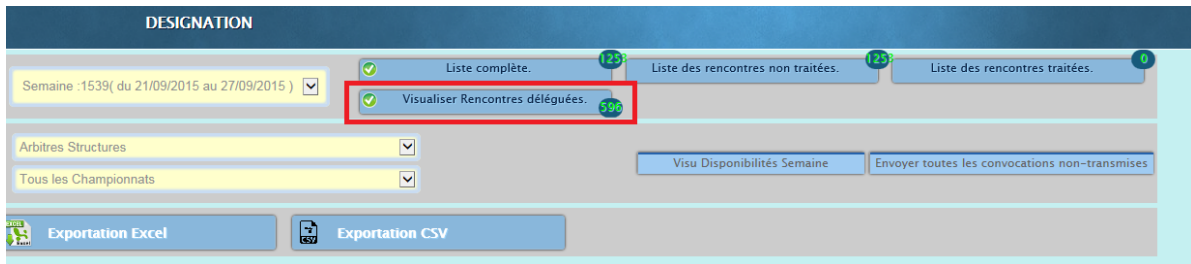 DESIGNATION
Semaine :1539( du 21/09/2015 au 27/09/2015 )
Liste complète.
Liste des rencontres non traitées.
Liste des rencontres traitées.
0
Visualiser Rencontres déléguées.
596
Arbitres Structures
Tous les Championnats
Visu Disponibilités Semaine
Envoyer toutes les convocations non-transmises
Exportation Excel
CSV
Exportation CSV